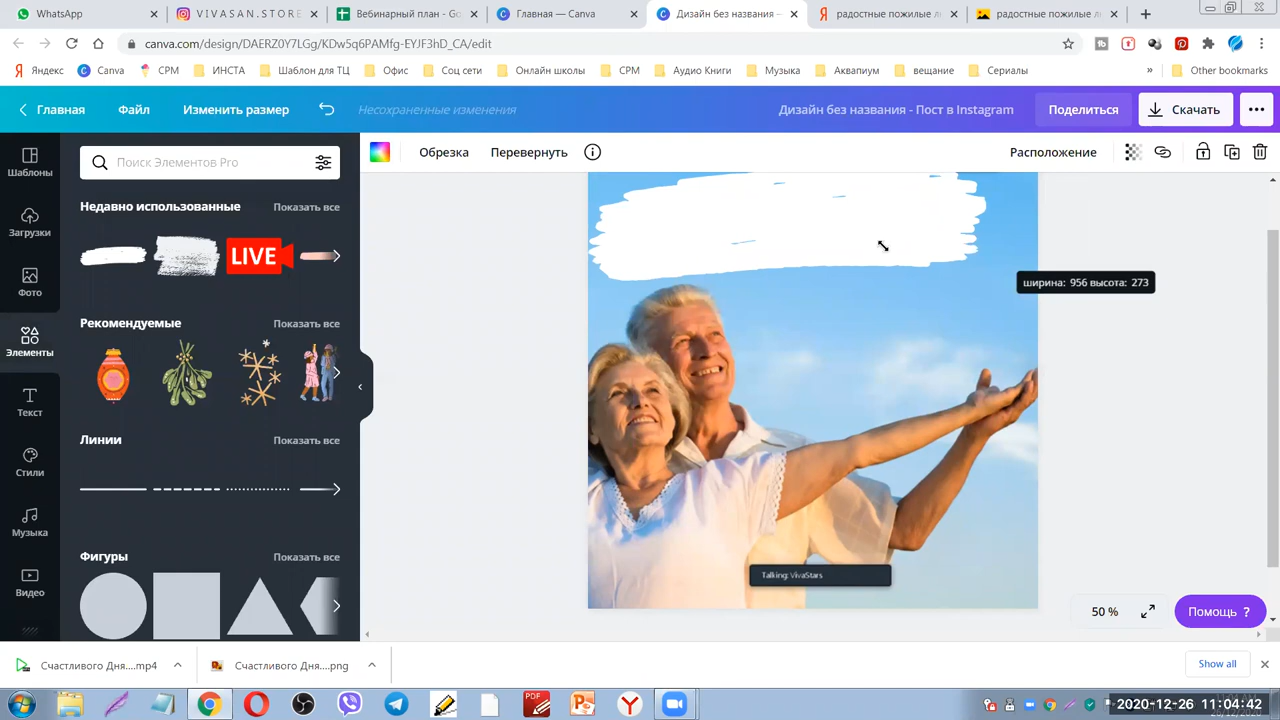 WhatsApp
V I V A S A N . S T O R E
Вебинарный план - Go
Главная — Canva
Дизайн без названия —
радостные пожилые л
радостные пожилые л
canva.com/design/DAERZ0Y7LGg/KDw5q6PAMfg-EYJF3hD_CA/edit
Яндекс
Canva
СРМ
ИНСТА
Шаблон для ТЦ
Офис
Соц сети
Онлайн школы
СРМ
Аудио Книги
Музыка
Аквапиум
вещание
Сериалы
»
Other bookmarks
Главная
Файл
Изменить размер
Несохраненные изменения
Дизайн без названия - Пост в Instagram
Поделиться
Скачать
Шаблоны
Загрузки
Фото
Элементы
Текст
Стили
Музыка
Видео
Поиск Элементов Pro
Недавно использованные
Показать все
LIVE
Рекомендуемые
Показать все
Линии
Показать все
Фигуры
Показать все
Обрезка
Перевернуть
Расположение
ширина: 956 высота: 273
Talking: VivaStars
50 %
Помощь ?
Счастливого Дня....mp4
Счастливого Дня....png
Show all
PDF
2020-12-26 11:04:42